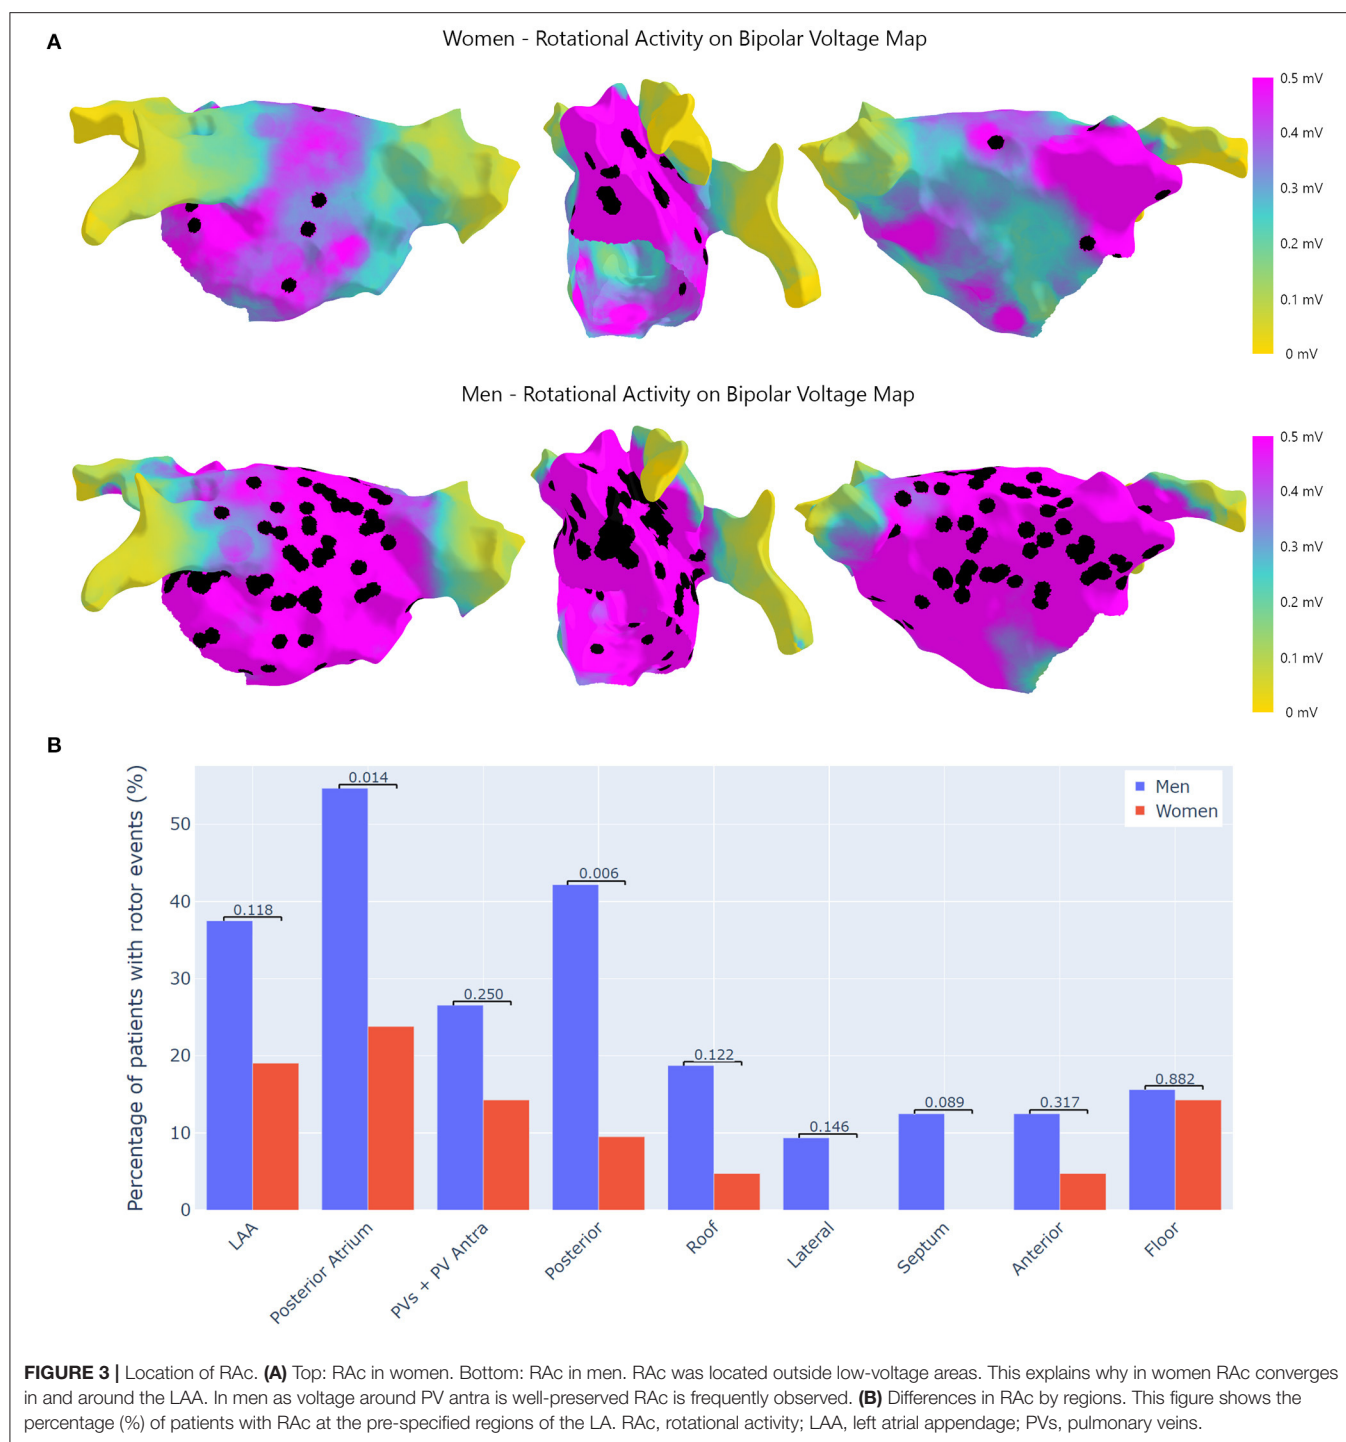 A
Women - Rotational Activity on Bipolar Voltage Map
0.5 mV
0.4 mV
0.3 mV
0.2 mV
0.1 mV
0 mV
Men - Rotational Activity on Bipolar Voltage Map
0.5 mV
0.4 mV
0.3 mV
0.2 mV
0.1 mV
0 mV
B
Percentage of patients with rotor events (%)
50
40
30
20
10
0
0.118
0.014
0.250
0.006
0.122
0.146
0.089
0.317
0.882
Men
Women
LAA
Posterior Atrium
PVs + PV Antra
Posterior
Roof
Lateral
Septum
Anterior
Floor
FIGURE 3 | Location of RAc. (A) Top: RAc in women. Bottom: RAc in men. RAc was located outside low-voltage areas. This explains why in women RAc converges
in and around the LAA. In men as voltage around PV antra is well-preserved RAc is frequently observed. (B) Differences in RAc by regions. This figure shows the
percentage (%) of patients with RAc at the pre-specified regions of the LA. RAc, rotational activity; LAA, left atrial appendage; PVs, pulmonary veins.